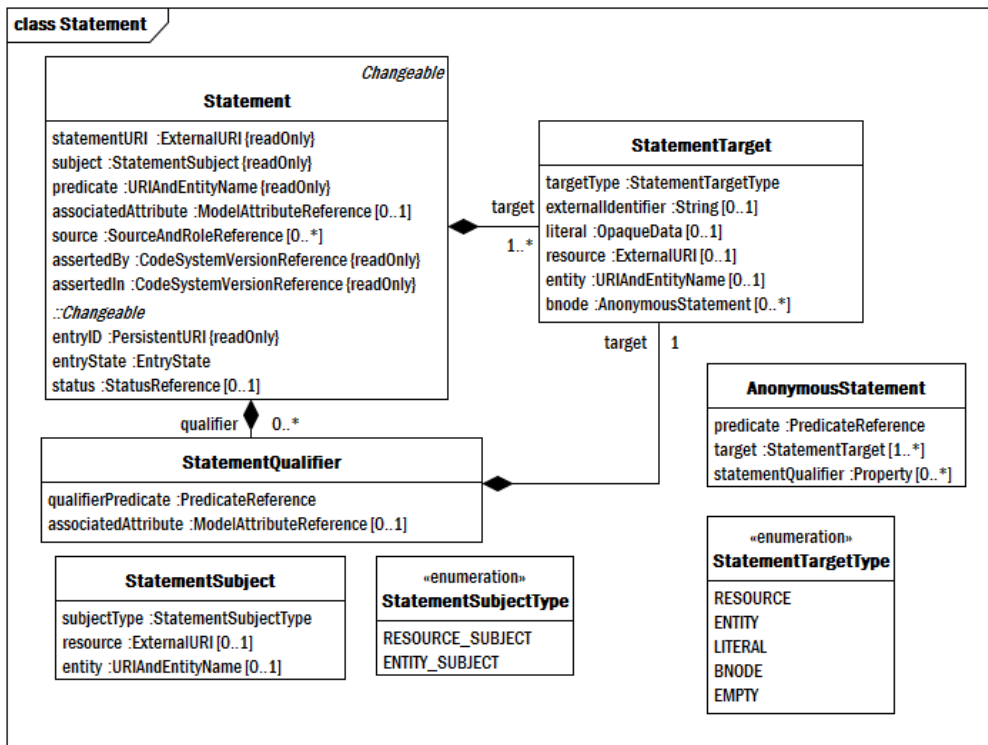 class Statement
Changeable
Statement
statementURI :ExternalURI {readOnly}
subject :StatementSubject {readOnly}
predicate :URIAndEntityName {readOnly}
associatedAttribute :ModelAttributeReference [0..1]
source :SourceAndRoleReference [0..*]
assertedBy :CodeSystemVersionReference {readOnly}
assertedIn :CodeSystemVersionReference {readOnly}
::Changeable
entryID :PersistentURI {readOnly}
entryState :EntryState
status :StatusReference [0..1]
target
1..*
StatementTarget
targetType :StatementTargetType
externalIdentifier :String [0..1]
literal :OpaqueData [0..1]
resource :ExternalURI [0..1]
entity :URIAndEntityName [0..1]
bnode :AnonymousStatement [0..*]
target 1
qualifier 0..*
StatementQualifier
qualifierPredicate :PredicateReference
associatedAttribute :ModelAttributeReference [0..1]
AnonymousStatement
predicate :PredicateReference
target :StatementTarget [1..*]
statementQualifier :Property [0..*]
StatementSubject
subjectType :StatementSubjectType
resource :ExternalURI [0..1]
entity :URIAndEntityName [0..1]
«enumeration»
StatementSubjectType
RESOURCE_SUBJECT
ENTITY_SUBJECT
«enumeration»
StatementTargetType
RESOURCE
ENTITY
LITERAL
BNODE
EMPTY